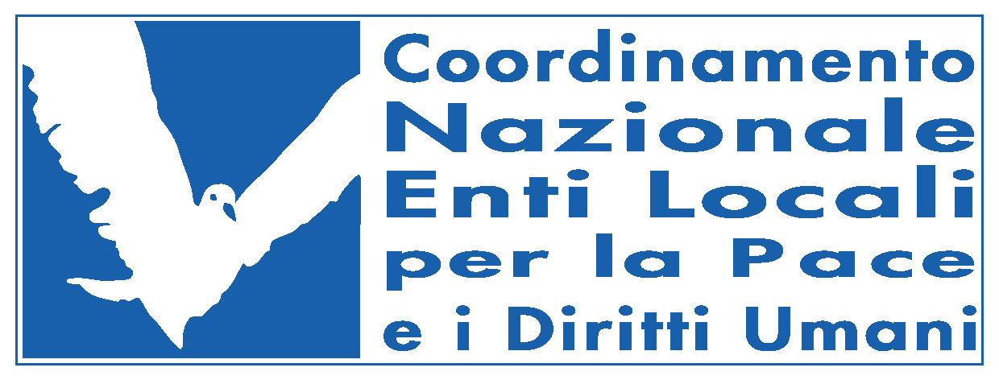 Coordinamento
Nazionale
Enti Locali
per la Pace
e i Diritti Umani